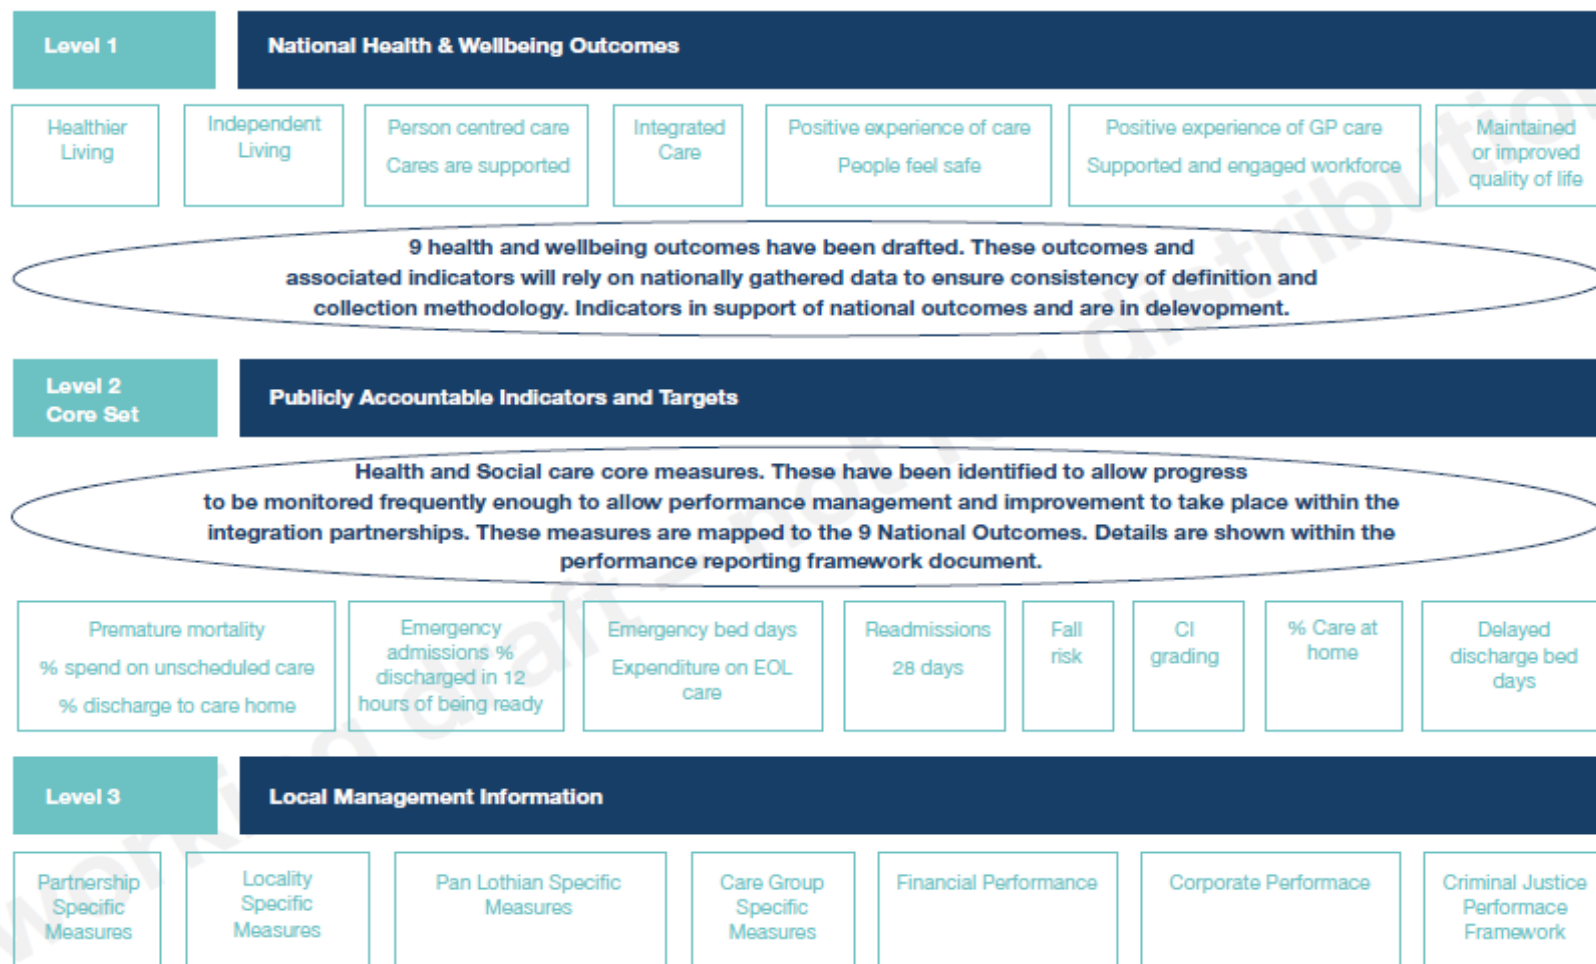 Level 1
National Health & Wellbeing Outcomes
Healthier
Living
Independent
Living
Person centred care
Cares are supported
Integrated
Care
Positive experience of care
People feel safe
Positive experience of GP care
Supported and engaged workforce
Maintained
or improved
quality of life
9 health and wellbeing outcomes have been drafted. These outcomes and
associated indicators will rely on nationally gathered data to ensure consistency of definition and
collection methodology. Indicators in support of national outcomes and are in delevopment.
Level 2
Core Set
Publicly Accountable Indicators and Targets
Health and Social care core measures. These have been identified to allow progress
to be monitored frequently enough to allow performance management and improvement to take place within the
integration partnerships. These measures are mapped to the 9 National Outcomes. Details are shown within the
performance reporting framework document.
Premature mortality
% spend on unscheduled care
% discharge to care home
Emergency
admissions %
discharged in 12
hours of being ready
Emergency bed days
Expenditure on EOL
care
Readmissions
28 days
Fall
risk
CI
grading
% Care at
home
Delayed
discharge bed
days
Level 3
Local Management Information
Partnership
Specific
Measures
Locality
Specific
Measures
Pan Lothian Specific
Measures
Care Group
Specific
Measures
Financial Performance
Corporate Performace
Criminal Justice
Performace
Framework
working draft – not for distribution